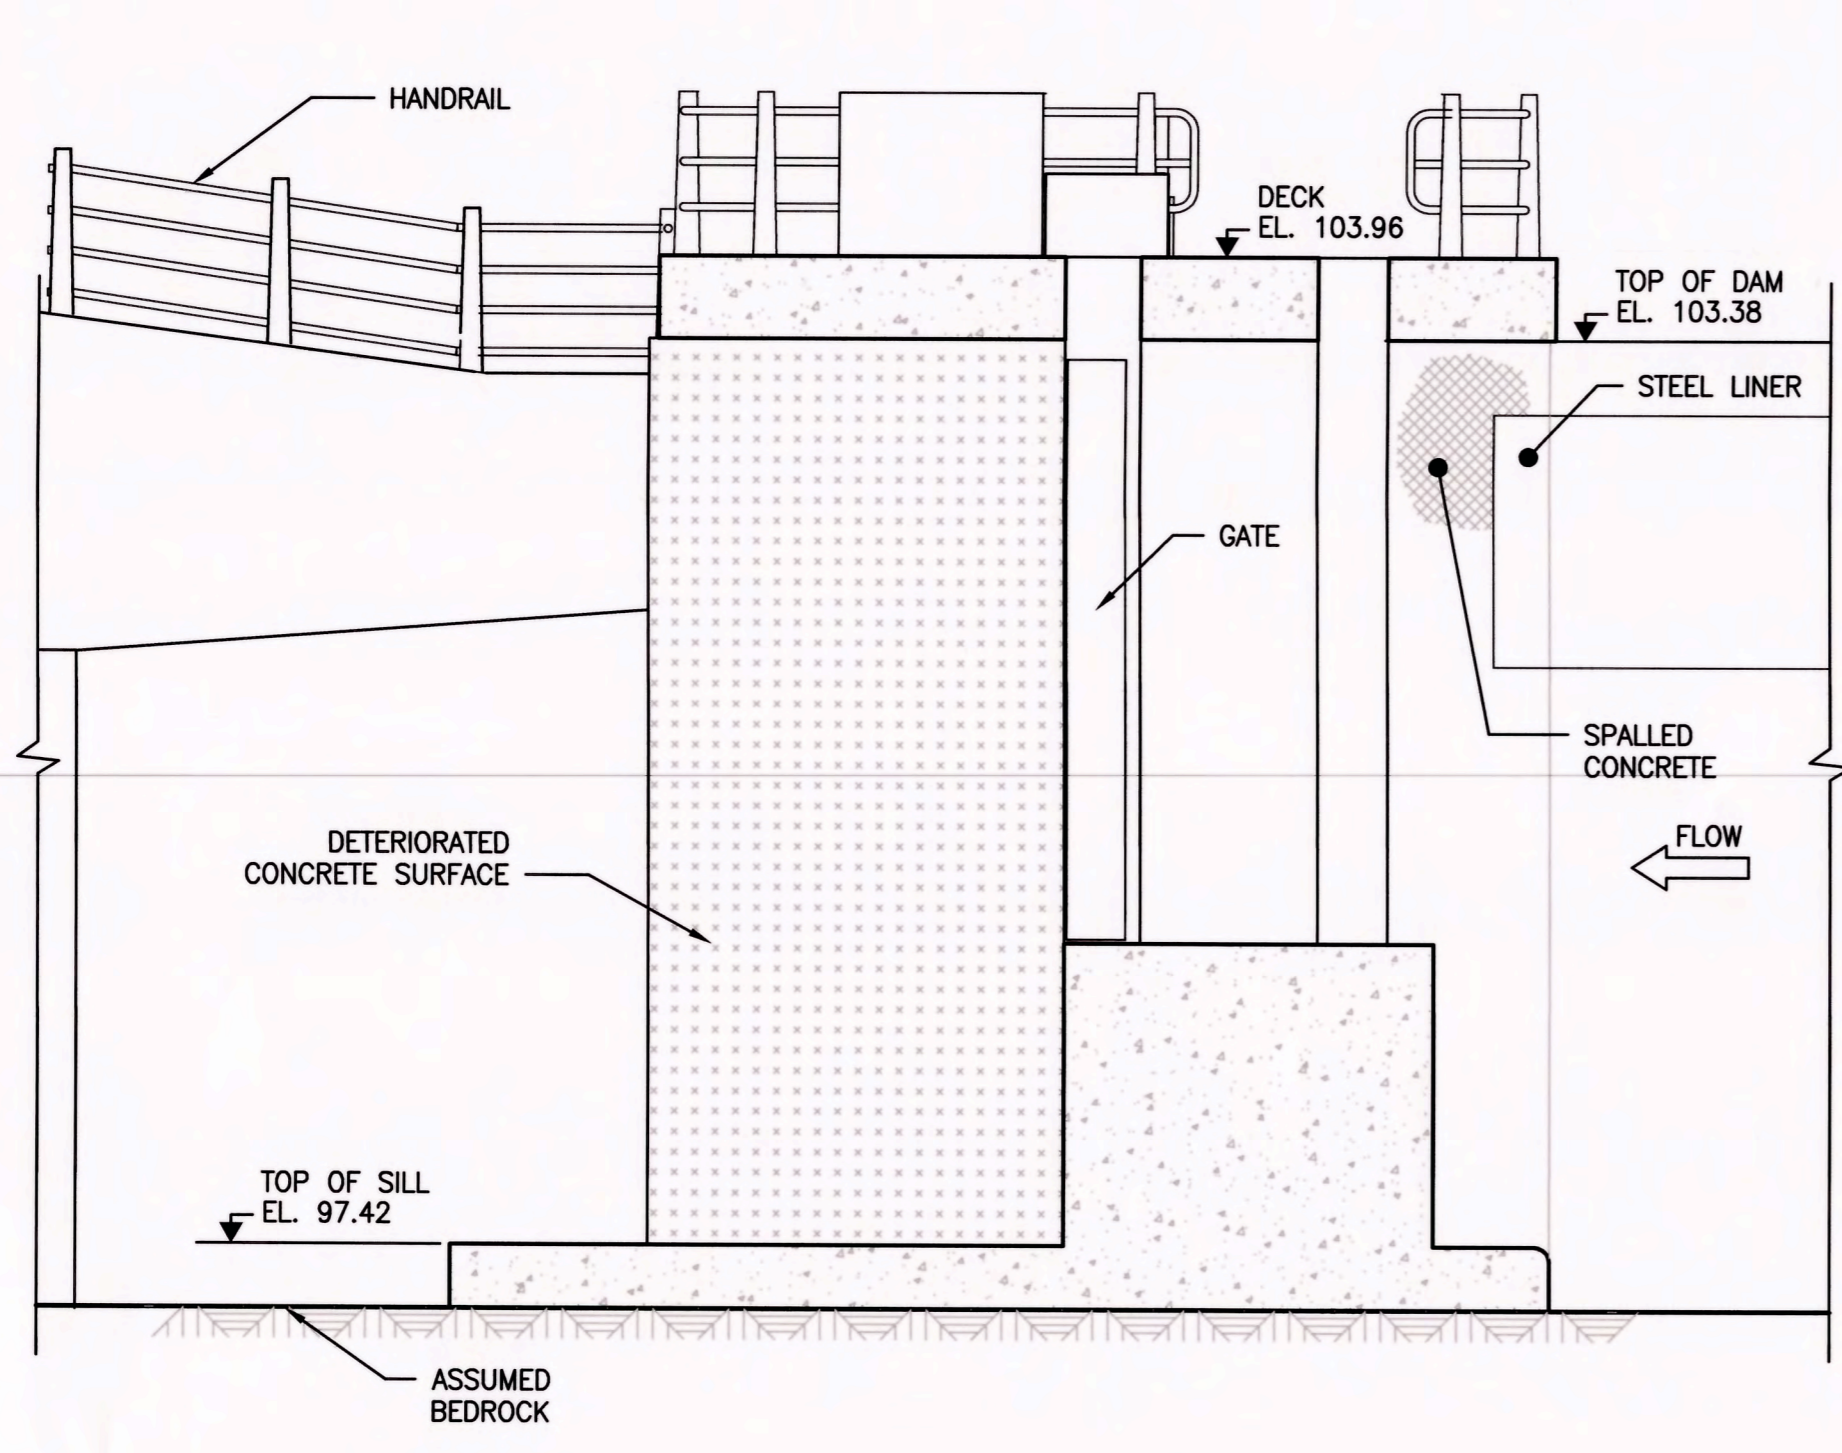 HANDRAIL
DECK
EL. 103.96
TOP OF DAM
EL. 103.38
STEEL LINER
GATE
SPALLED
CONCRETE
FLOW
DETERIORATED
CONCRETE SURFACE
TOP OF SILL
EL. 97.42
ASSUMED
BEDROCK